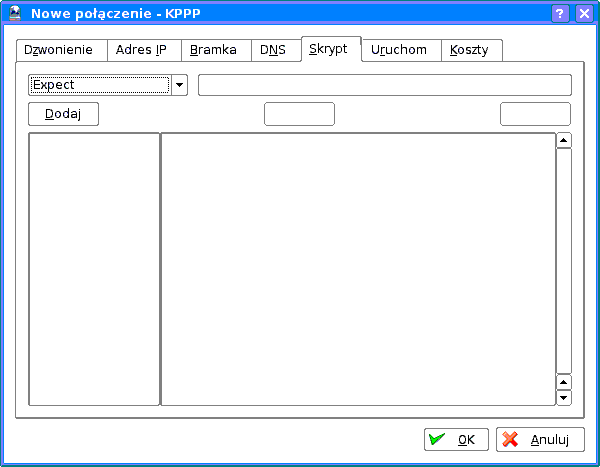 Nowe połączenie - KPPP ?
Dzwonienie Adres IP Bramka DNS Skrypt Uruchom Koszty
Expect
Dodaj
OK Anuluj